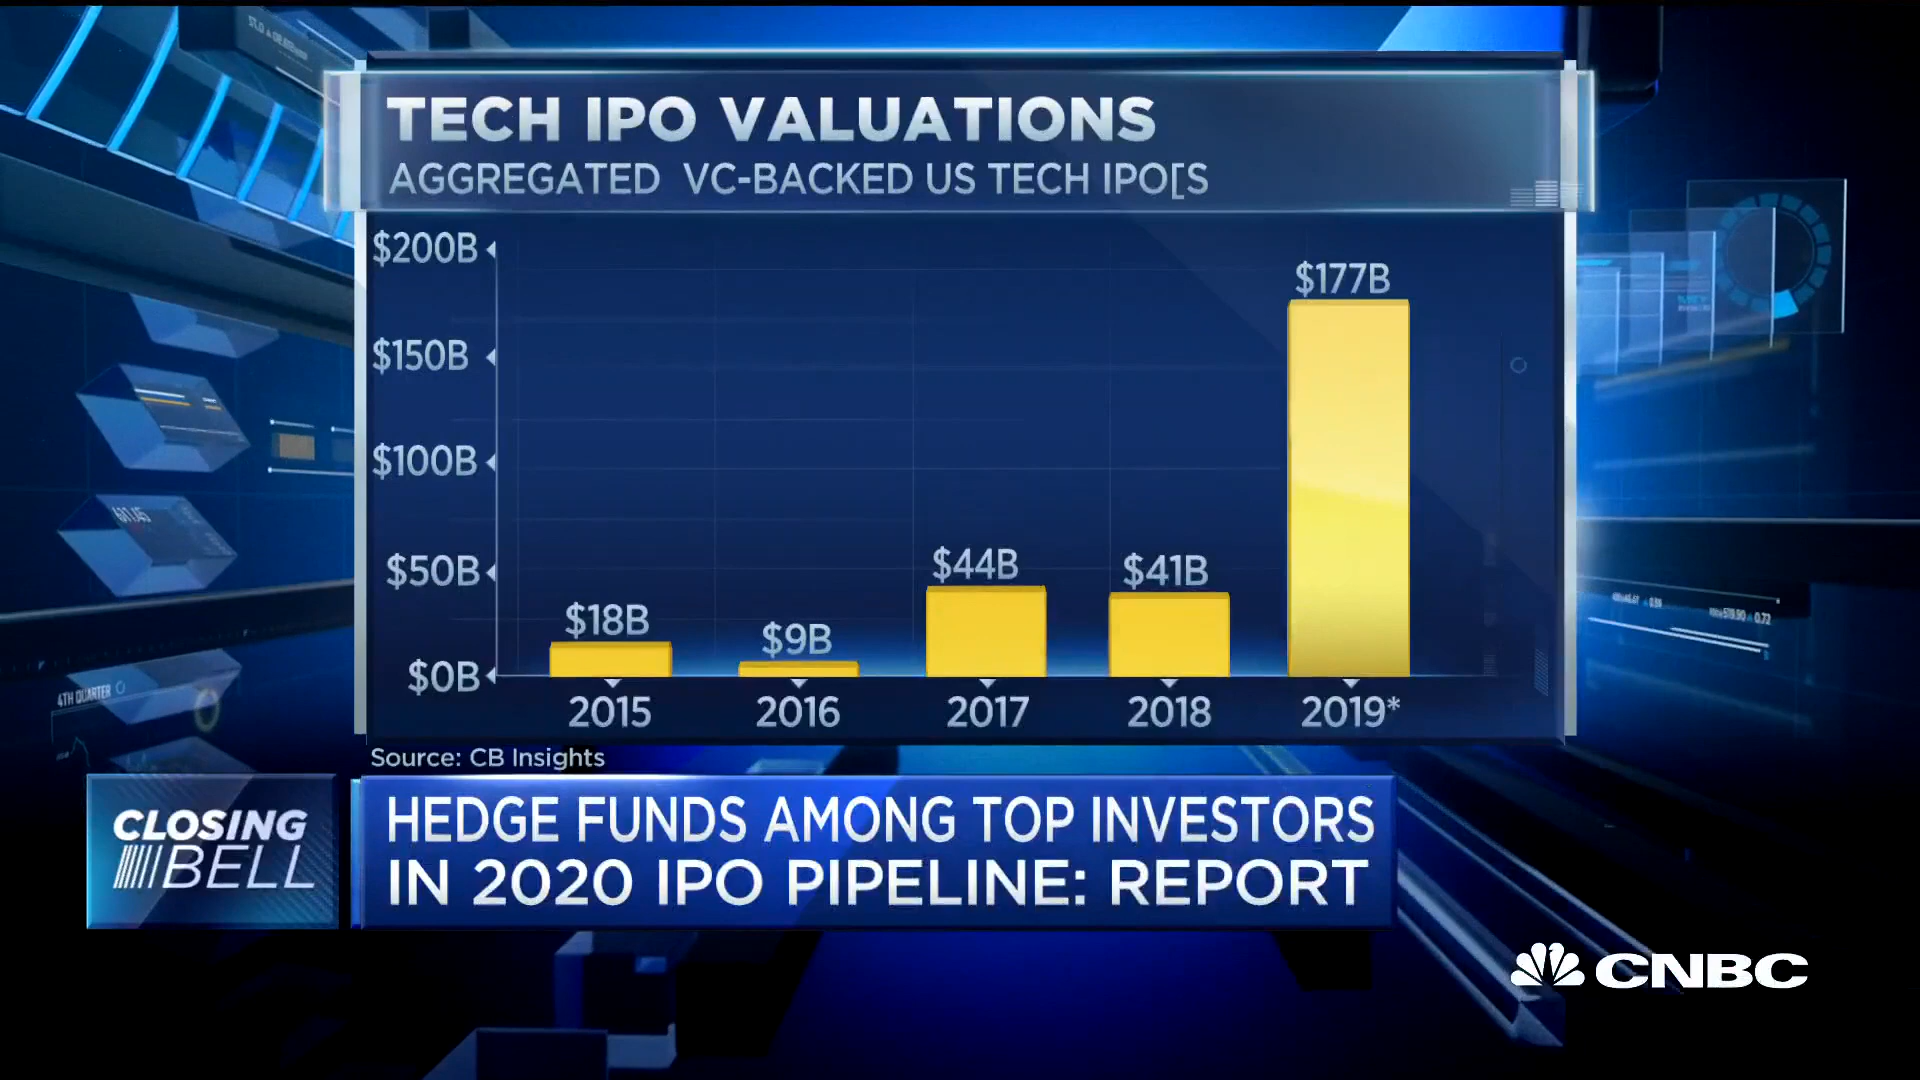 TECH IPO VALUATIONS
AGGREGATED VC-BACKED US TECH IPO[S
$200B
$150B
$100B
$50B
$0B
$18B
$9B
$44B
$41B
$177B
2015
2016
2017
2018
2019*
Source: CB Insights
CLOSING
BELL
HEDGE FUNDS AMONG TOP INVESTORS
IN 2020 IPO PIPELINE: REPORT
CNBC
4TH QUARTER